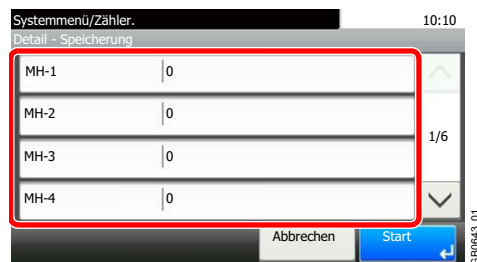 Systemmenü/Zähler. 10:10
Detail - Speicherung
MH-1 0
MH-2 0
1/6
MH-3 0
MH-4 0
Abbrechen Start
GB0643_01